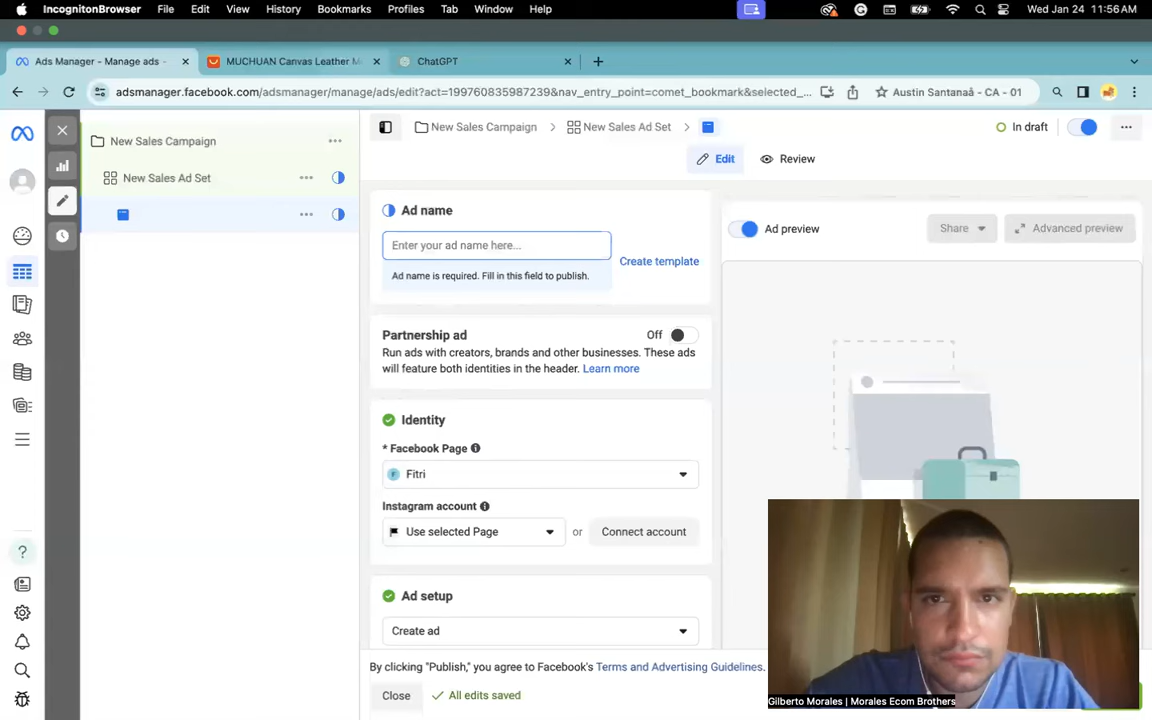 IncognitonBrowser File Edit View History Bookmarks Profiles Tab Window Help Wed Jan 24 11:56 AM
Ads Manager - Manage ads - MUCHUAN Canvas Leather M ChatGPT
adsmanager.facebook.com/adsmanager/manage/ads/edit?act=199760835987239&nav_entry_point=comet_bookmark&selected_... Austin Santanaã - CA - 01
New Sales Campaign
New Sales Ad Set
New Sales Campaign > New Sales Ad Set > In draft
Edit Review
Ad name
Enter your ad name here...
Ad name is required. Fill in this field to publish.
Create template
Partnership ad Off
Run ads with creators, brands and other businesses. These ads
will feature both identities in the header. Learn more
Identity
* Facebook Page
Fitri
Instagram account
Use selected Page or Connect account
Ad setup
Create ad
Ad preview Share Advanced preview
By clicking "Publish," you agree to Facebook's Terms and Advertising Guidelines.
Close All edits saved
Gilberto Morales | Morales Ecom Brothers